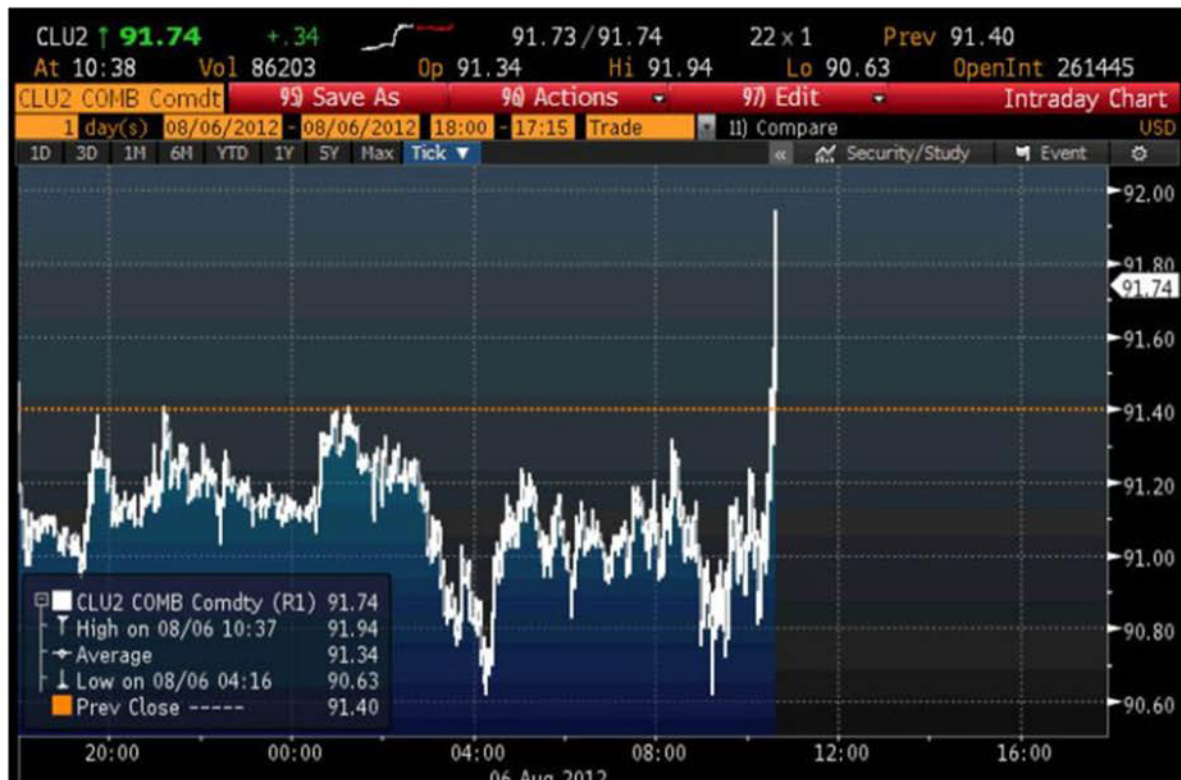 CLU2 ↑ 91.74 +.34 91.73/91.74 22 x 1 Prev 91.40
At 10:38 Vol 86203 Op 91.34 Hi 91.94 Lo 90.63 OpenInt 261445
CLU2 COMB Comdt 95) Save As 96) Actions 97) Edit Intraday Chart
1 day(s) 08/06/2012 - 08/06/2012 18:00 - 17:15 Trade 11) Compare USD
1D 3D 1M 6M YTD 1Y 5Y Max Tick ▼ « Security/Study Event
92.00
91.80
91.74
91.60
91.40
91.20
91.00
90.80
90.60
CLU2 COMB Comdty (R1) 91.74
High on 08/06 10:37 91.94
Average 91.34
Low on 08/06 04:16 90.63
Prev Close ----- 91.40
20:00 00:00 04:00 08:00 12:00 16:00
06 Aug 2012